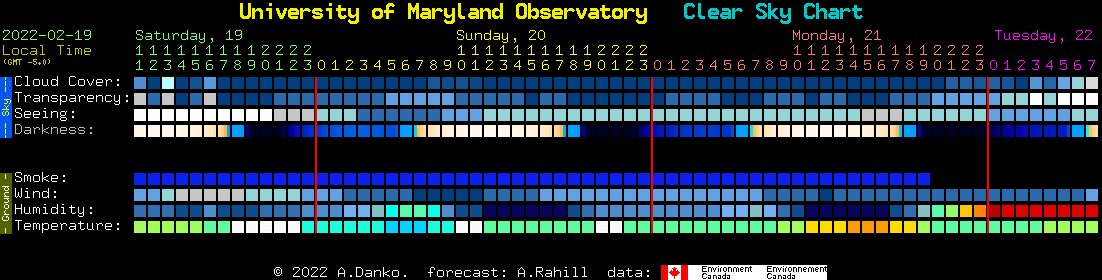 University of Maryland Observatory Clear Sky Chart
2022-02-19 Saturday, 19 Sunday, 20 Monday, 21 Tuesday, 22
Local Time 1 1 1 1 1 1 1 1 1 2 2 2 2 1 1 1 1 1 1 1 1 1 1 2 2 2 2 1 1 1 1 1 1 1 1 1 1 2 2 2 2
(GMT -5.0) 1 2 3 4 5 6 7 8 9 0 1 2 3 0 1 2 3 4 5 6 7 8 9 0 1 2 3 4 5 6 7 8 9 0 1 2 3 0 1 2 3 4 5 6 7 8 9 0 1 2 3 4 5 6 7 8 9 0 1 2 3 0 1 2 3 4 5 6 7
Sky
Cloud Cover:
Transparency:
Seeing:
Darkness:
Ground
Smoke:
Wind:
Humidity:
Temperature:
© 2022 A.Danko. forecast: A.Rahill data: Environment Canada Environnement Canada